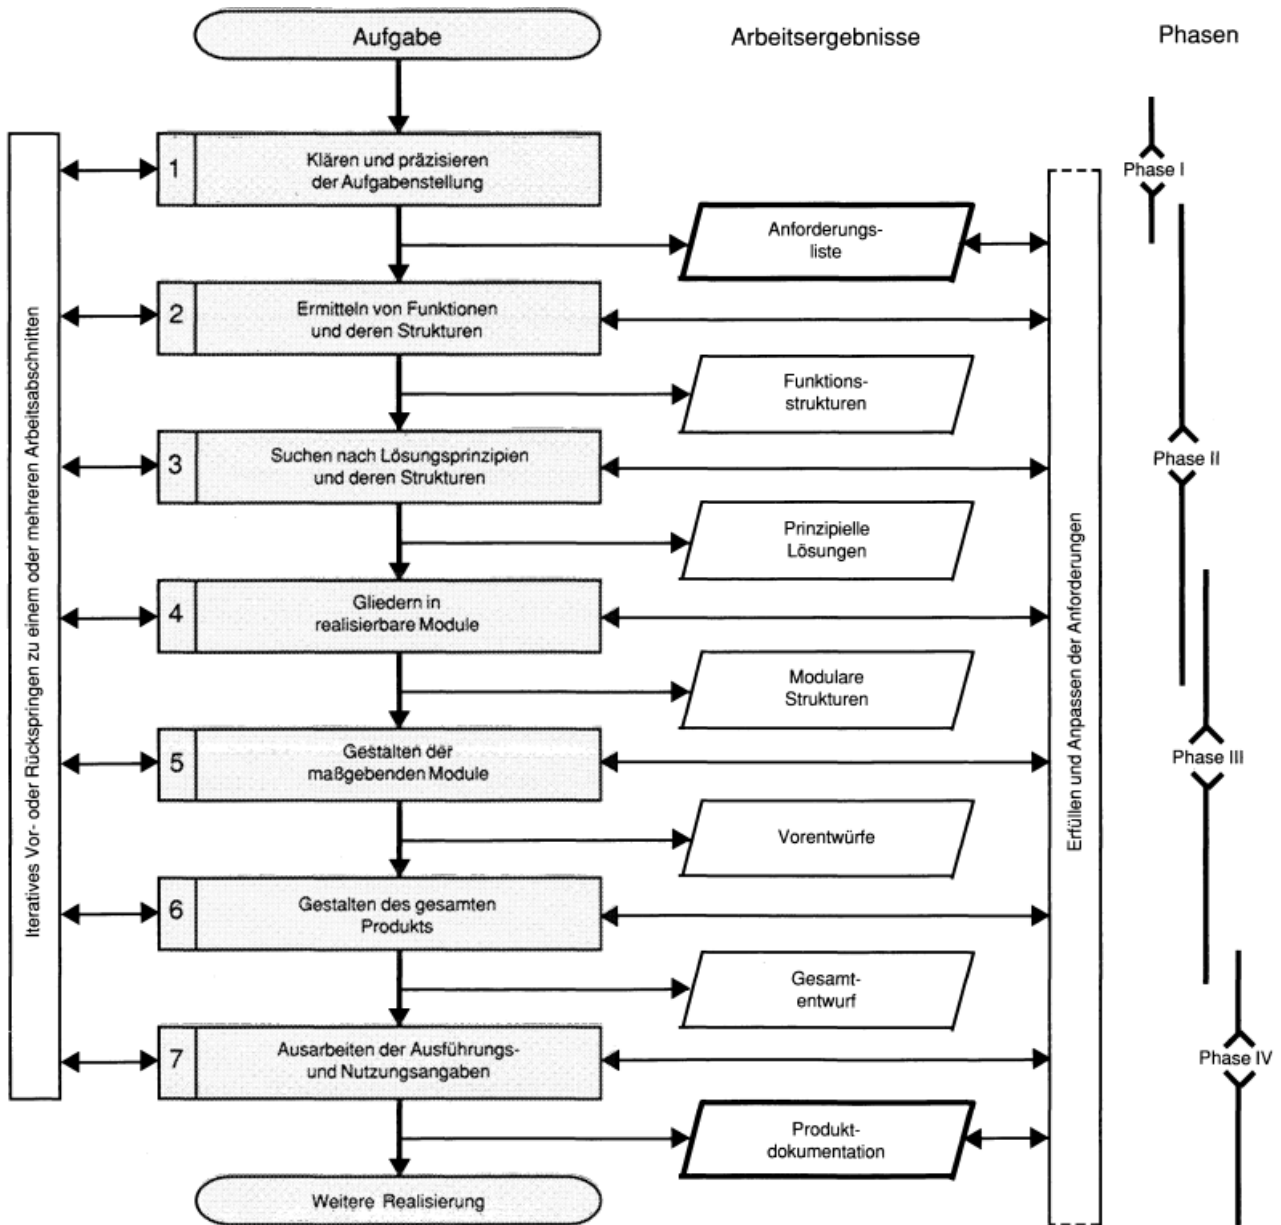 Aufgabe
Arbeitsergebnisse
Phasen
Iteratives Vor- oder Rückspringen zu einem oder mehreren Arbeitsabschnitten
1
Klären und präzisieren
der Aufgabenstellung
Phase I
Anforderungs-
liste
2
Ermitteln von Funktionen
und deren Strukturen
Funktions-
strukturen
3
Suchen nach Lösungsprinzipien
und deren Strukturen
Phase II
Prinzipielle
Lösungen
Erfüllen und Anpassen der Anforderungen
4
Gliedern in
realisierbare Module
Modulare
Strukturen
5
Gestalten der
maßgebenden Module
Phase III
Vorentwürfe
6
Gestalten des gesamten
Produkts
Gesamt-
entwurf
7
Ausarbeiten der Ausführungs-
und Nutzungsangaben
Phase IV
Produkt-
dokumentation
Weitere Realisierung